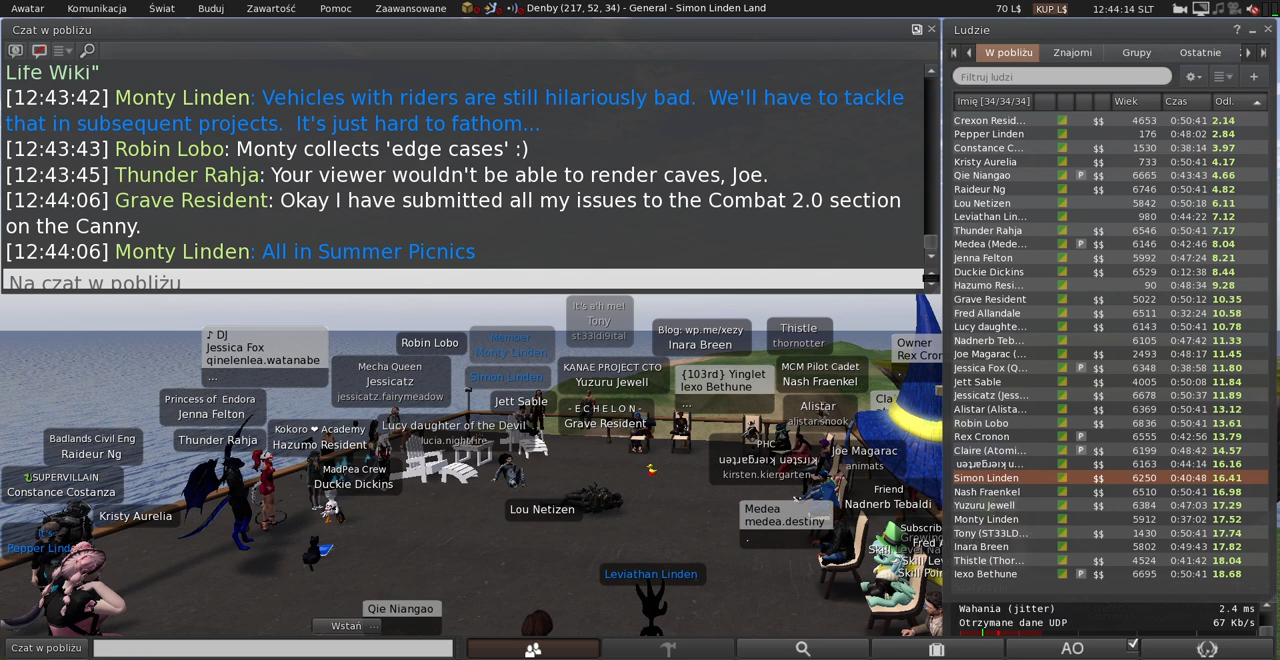 Awatar Komunikacja Świat Buduj Zawartość Pomoc Zaawansowane Denby (217, 52, 34) - General - Simon Linden Land 70 L$ KUP L$ 12:44:14 SLT
Czat w pobliżu
Life Wiki"
[12:43:42] Monty Linden: Vehicles with riders are still hilariously bad. We'll have to tackle
that in subsequent projects. It's just hard to fathom...
[12:43:43] Robin Lobo: Monty collects 'edge cases' :)
[12:43:45] Thunder Rahja: Your viewer wouldn't be able to render caves, Joe.
[12:44:06] Grave Resident: Okay I have submitted all my issues to the Combat 2.0 section
on the Canny.
[12:44:06] Monty Linden: All in Summer Picnics
Na czat w pobliżu
It's a'h me!
Tony
st33ldi9ital
♪ DJ
Jessica Fox
qinelenlea.watanabe
...
Robin Lobo
Member
Monty Linden
Simon Linden
Blog: wp.me/xezy
Inara Breen
Thistle
thornotter
Owner
Rex Cron
Mecha Queen
Jessicatz
jessicatz.fairymeadow
KANAE PROJECT CTO
Yuzuru Jewell
{103rd} Yinglet
Iexo Bethune
...
MCM Pilot Cadet
Nash Fraenkel
Princess of Endora
Jenna Felton
Jett Sable
- E C H E L O N -
Grave Resident
Alistar
alistar.snook
Cla
Badlands Civil Eng
Raideur Ng
Thunder Rahja
Kokoro ❤ Academy
Hazumo Resident
Lucy daughter of the Devil
lucia.nightfire
PHC
uɐʇɹɐƃɹǝıʞ uǝʇsɹıʞ
kirsten.kiergarten
Joe Magarac
animats
SUPERVILLAIN
Constance Costanza
MadPea Crew
Duckie Dickins
Friend
Nadnerb Tebaldi
Kristy Aurelia
Lou Netizen
Medea
medea.destiny
.
It's
Pepper Lind
Subscrib
Growing
Fred A
Skill Level Na
Skill Lev
Skill Poin
Leviathan Linden
Qie Niangao
Wstań ...
Czat w pobliżu
AO
Ludzie
W pobliżu Znajomi Grupy Ostatnie
Filtruj ludzi
Imię [34/34/34] Wiek Czas Odl.
Crexon Resid... $$ 4653 0:50:41 2.14
Pepper Linden 176 0:48:02 2.84
Constance C... $$ 1530 0:38:14 3.97
Kristy Aurelia $$ 733 0:50:41 4.17
Qie Niangao P $$ 6665 0:43:43 4.66
Raideur Ng $$ 6746 0:50:41 4.82
Lou Netizen 5842 0:50:18 6.11
Leviathan Lin... 980 0:44:22 7.12
Thunder Rahja $$ 6546 0:50:41 7.17
Medea (Mede... P $$ 6146 0:42:46 8.04
Jenna Felton 5992 0:47:24 8.21
Duckie Dickins $$ 6529 0:12:38 8.44
Hazumo Resi... 90 0:48:34 9.28
Grave Resident $$ 5022 0:50:12 10.35
Fred Allandale $$ 6511 0:32:24 10.58
Lucy daughte... $$ 6143 0:50:41 10.78
Nadnerb Teb... 6105 0:47:42 11.33
Joe Magarac (... $$ 2493 0:48:17 11.45
Jessica Fox (Q... P $$ 6348 0:38:58 11.80
Jett Sable $$ 4005 0:50:08 11.84
Jessicatz (Jess... $$ 6678 0:50:37 11.89
Alistar (Alista... $$ 6369 0:50:41 13.12
Robin Lobo $$ 6836 0:50:41 13.61
Rex Cronon P 6555 0:42:56 13.79
Claire (Atomi... P $$ 6199 0:48:42 14.57
uɐʇɹɐƃɹǝıʞ u... $$ 6163 0:44:14 16.16
Simon Linden $$ 6250 0:40:48 16.41
Nash Fraenkel $$ 6510 0:50:41 16.98
Yuzuru Jewell $$ 6384 0:47:03 17.29
Monty Linden 5912 0:37:02 17.52
Tony (ST33LD... $$ 1430 0:50:41 17.74
Inara Breen 5802 0:49:43 17.82
Thistle (Thor... $$ 4524 0:41:42 18.04
Iexo Bethune P $$ 6695 0:50:41 18.68
Wahania (jitter) 2.4 ms
Otrzymane dane UDP 67 Kb/s